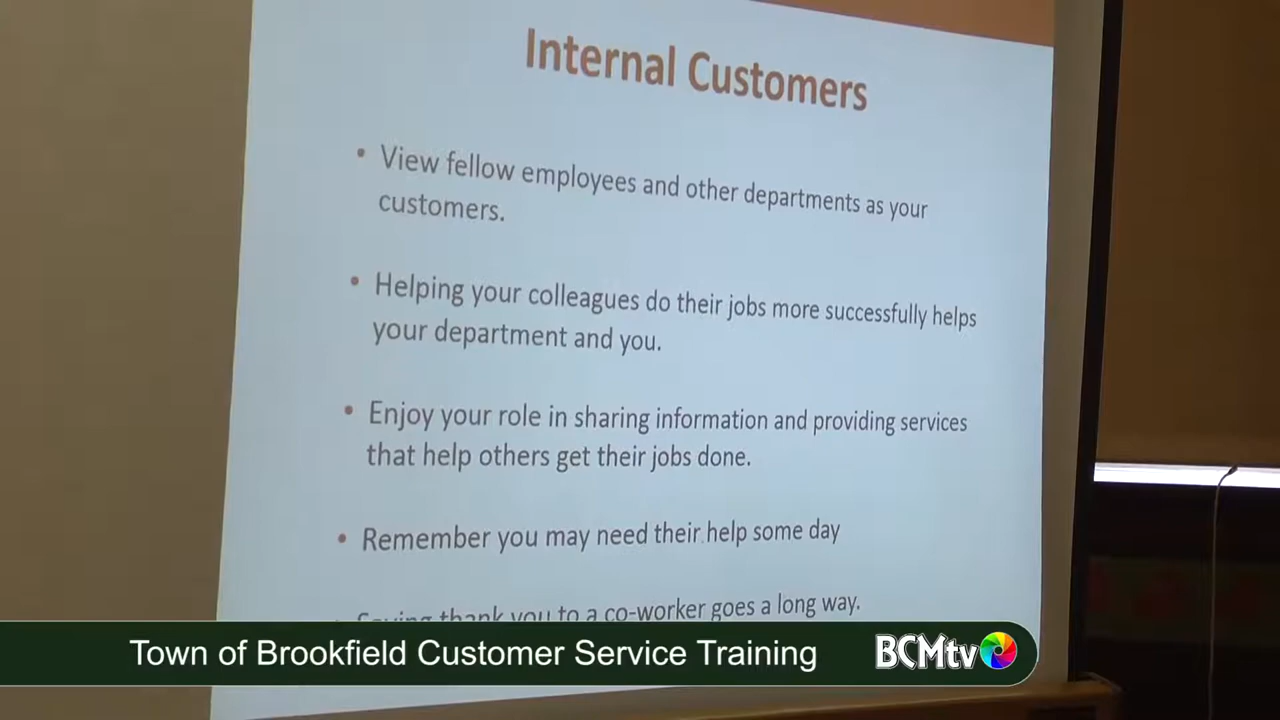 Internal Customers
• View fellow employees and other departments as your
customers.
• Helping your colleagues do their jobs more successfully helps
your department and you.
• Enjoy your role in sharing information and providing services
that help others get their jobs done.
• Remember you may need their help some day
Saying thank you to a co-worker goes a long way.
Town of Brookfield Customer Service Training
BCMtv